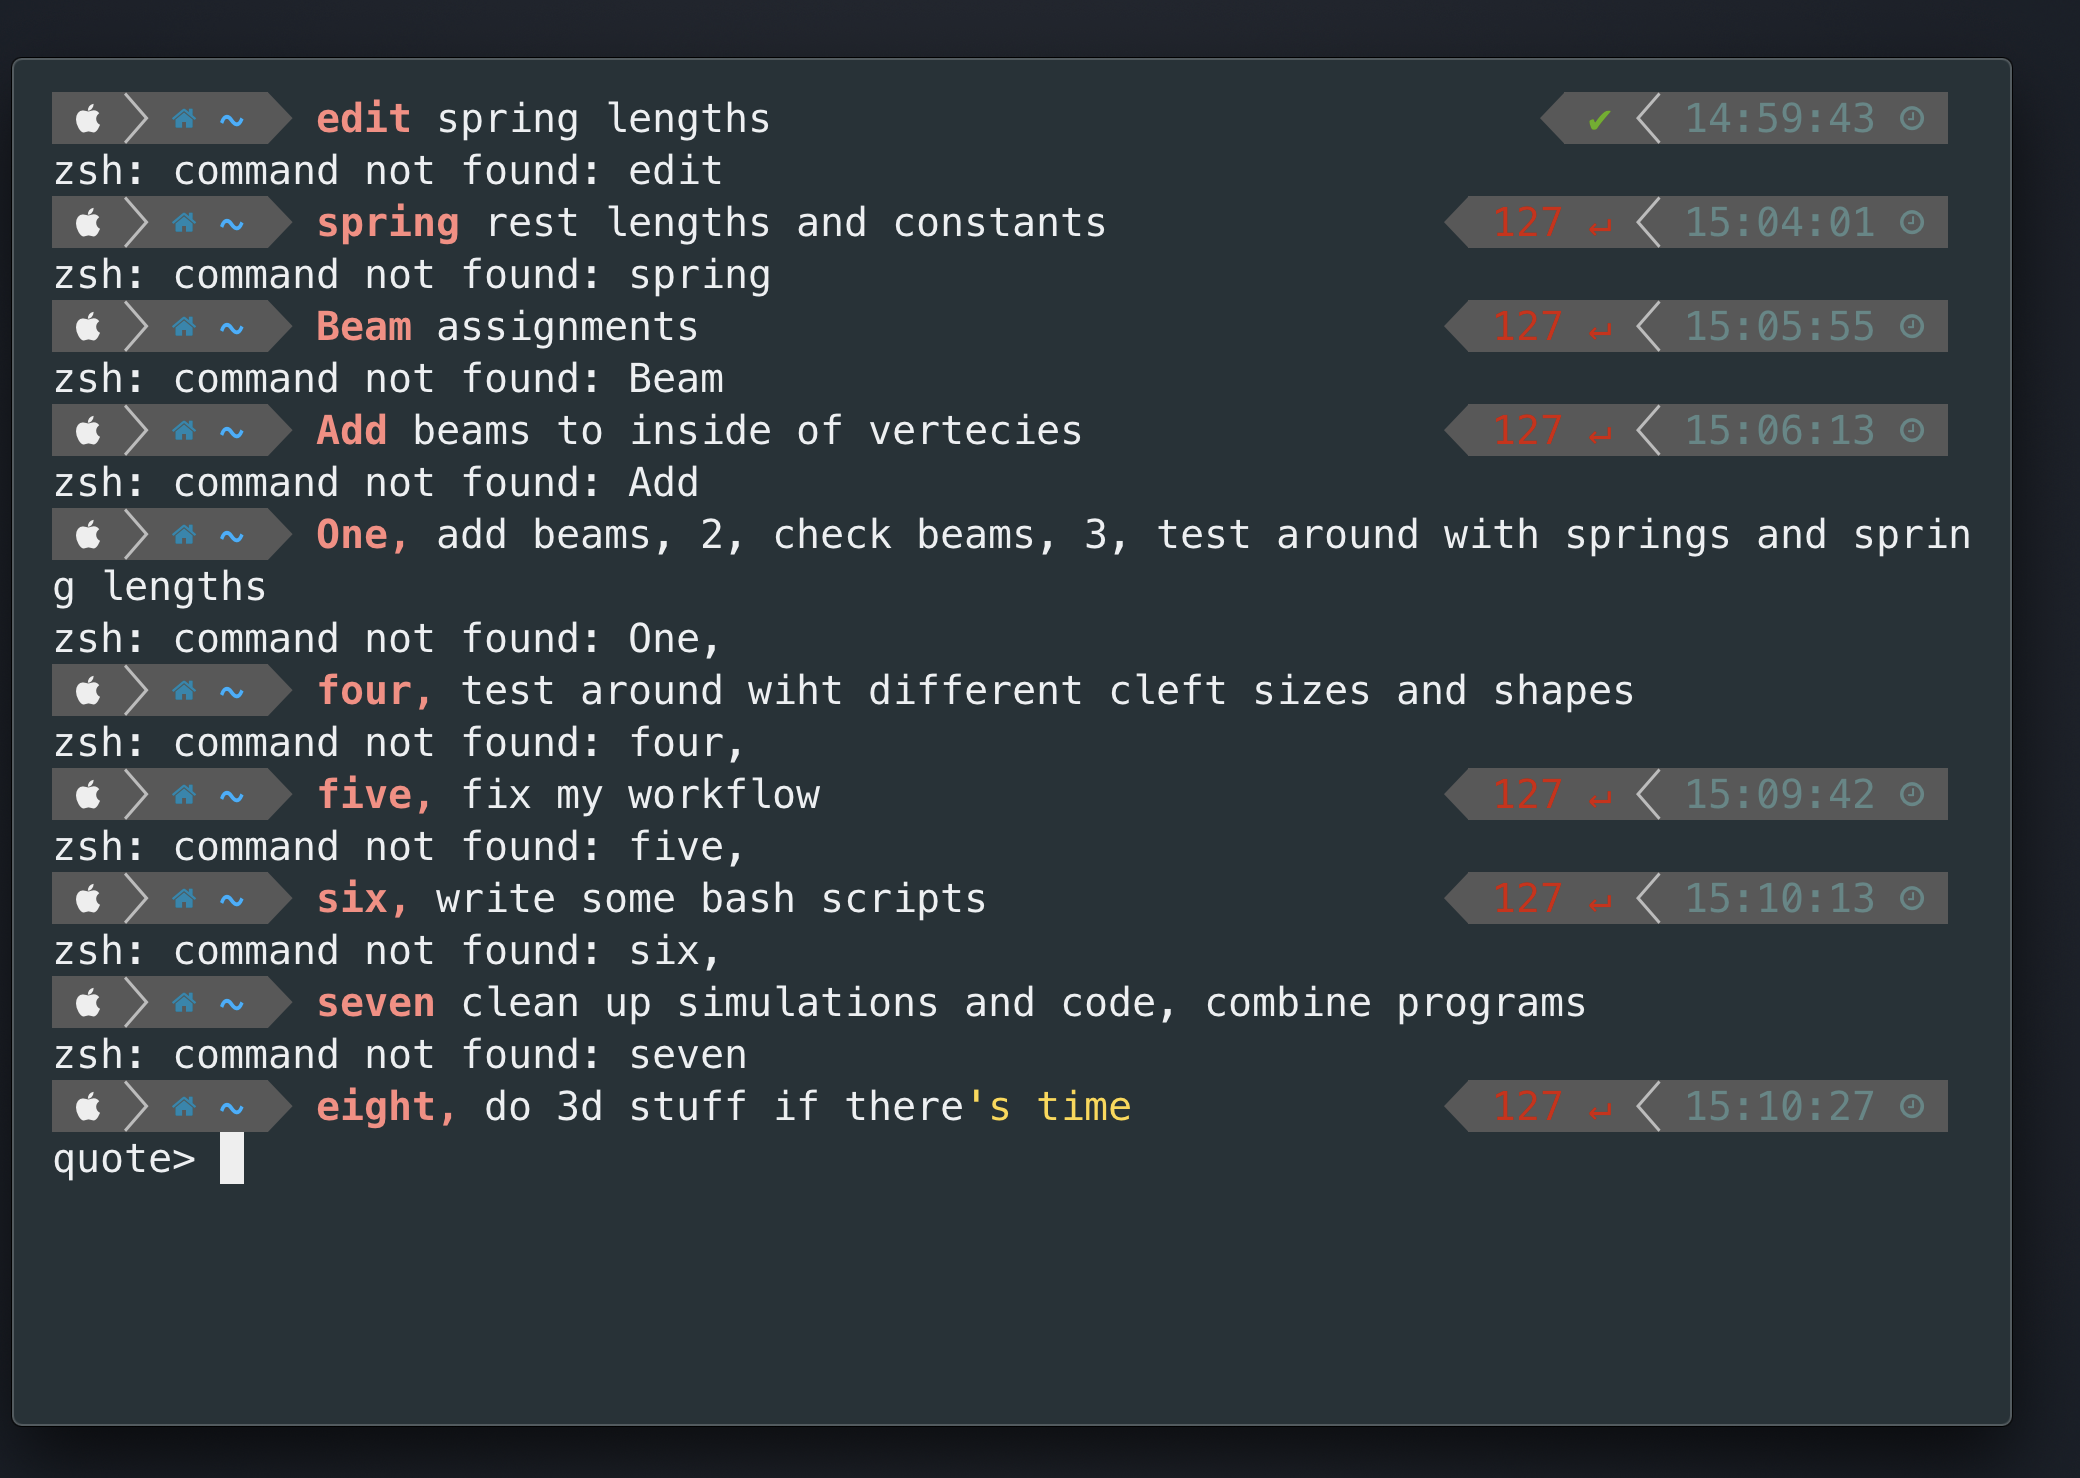 ~ edit spring lengths ✔ 14:59:43
zsh: command not found: edit
~ spring rest lengths and constants 127 ↵ 15:04:01
zsh: command not found: spring
~ Beam assignments 127 ↵ 15:05:55
zsh: command not found: Beam
~ Add beams to inside of vertecies 127 ↵ 15:06:13
zsh: command not found: Add
~ One, add beams, 2, check beams, 3, test around with springs and sprin
g lengths
zsh: command not found: One,
~ four, test around wiht different cleft sizes and shapes
zsh: command not found: four,
~ five, fix my workflow 127 ↵ 15:09:42
zsh: command not found: five,
~ six, write some bash scripts 127 ↵ 15:10:13
zsh: command not found: six,
~ seven clean up simulations and code, combine programs
zsh: command not found: seven
~ eight, do 3d stuff if there's time 127 ↵ 15:10:27
quote>